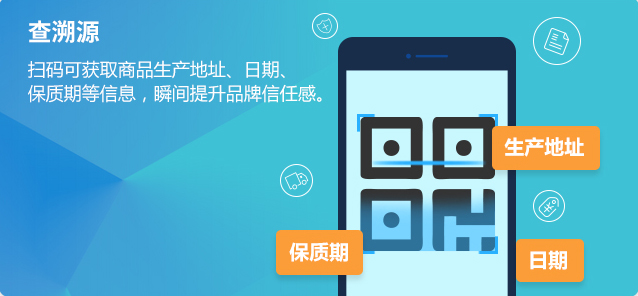 查溯源
扫码可获取商品生产地址、日期、
保质期等信息，瞬间提升品牌信任感。
生产地址
保质期
日期